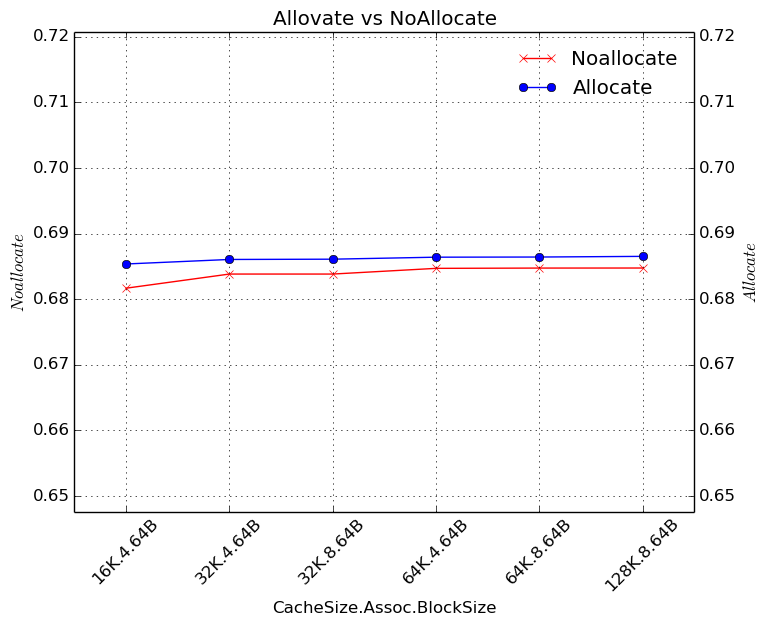 Allovate vs NoAllocate
0.72
0.71
0.70
0.69
0.68
0.67
0.66
0.65
Noallocate
Noallocate
Allocate
0.72
0.71
0.70
0.69
0.68
0.67
0.66
0.65
Allocate
16K.4.64B
32K.4.64B
32K.8.64B
64K.4.64B
64K.8.64B
128K.8.64B
CacheSize.Assoc.BlockSize